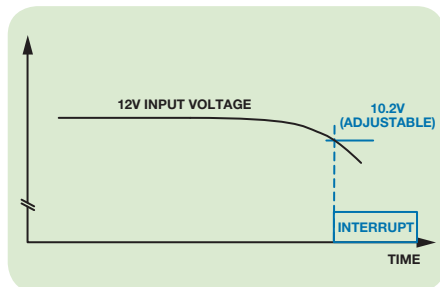 12V INPUT VOLTAGE
10.2V
(ADJUSTABLE)
INTERRUPT
TIME